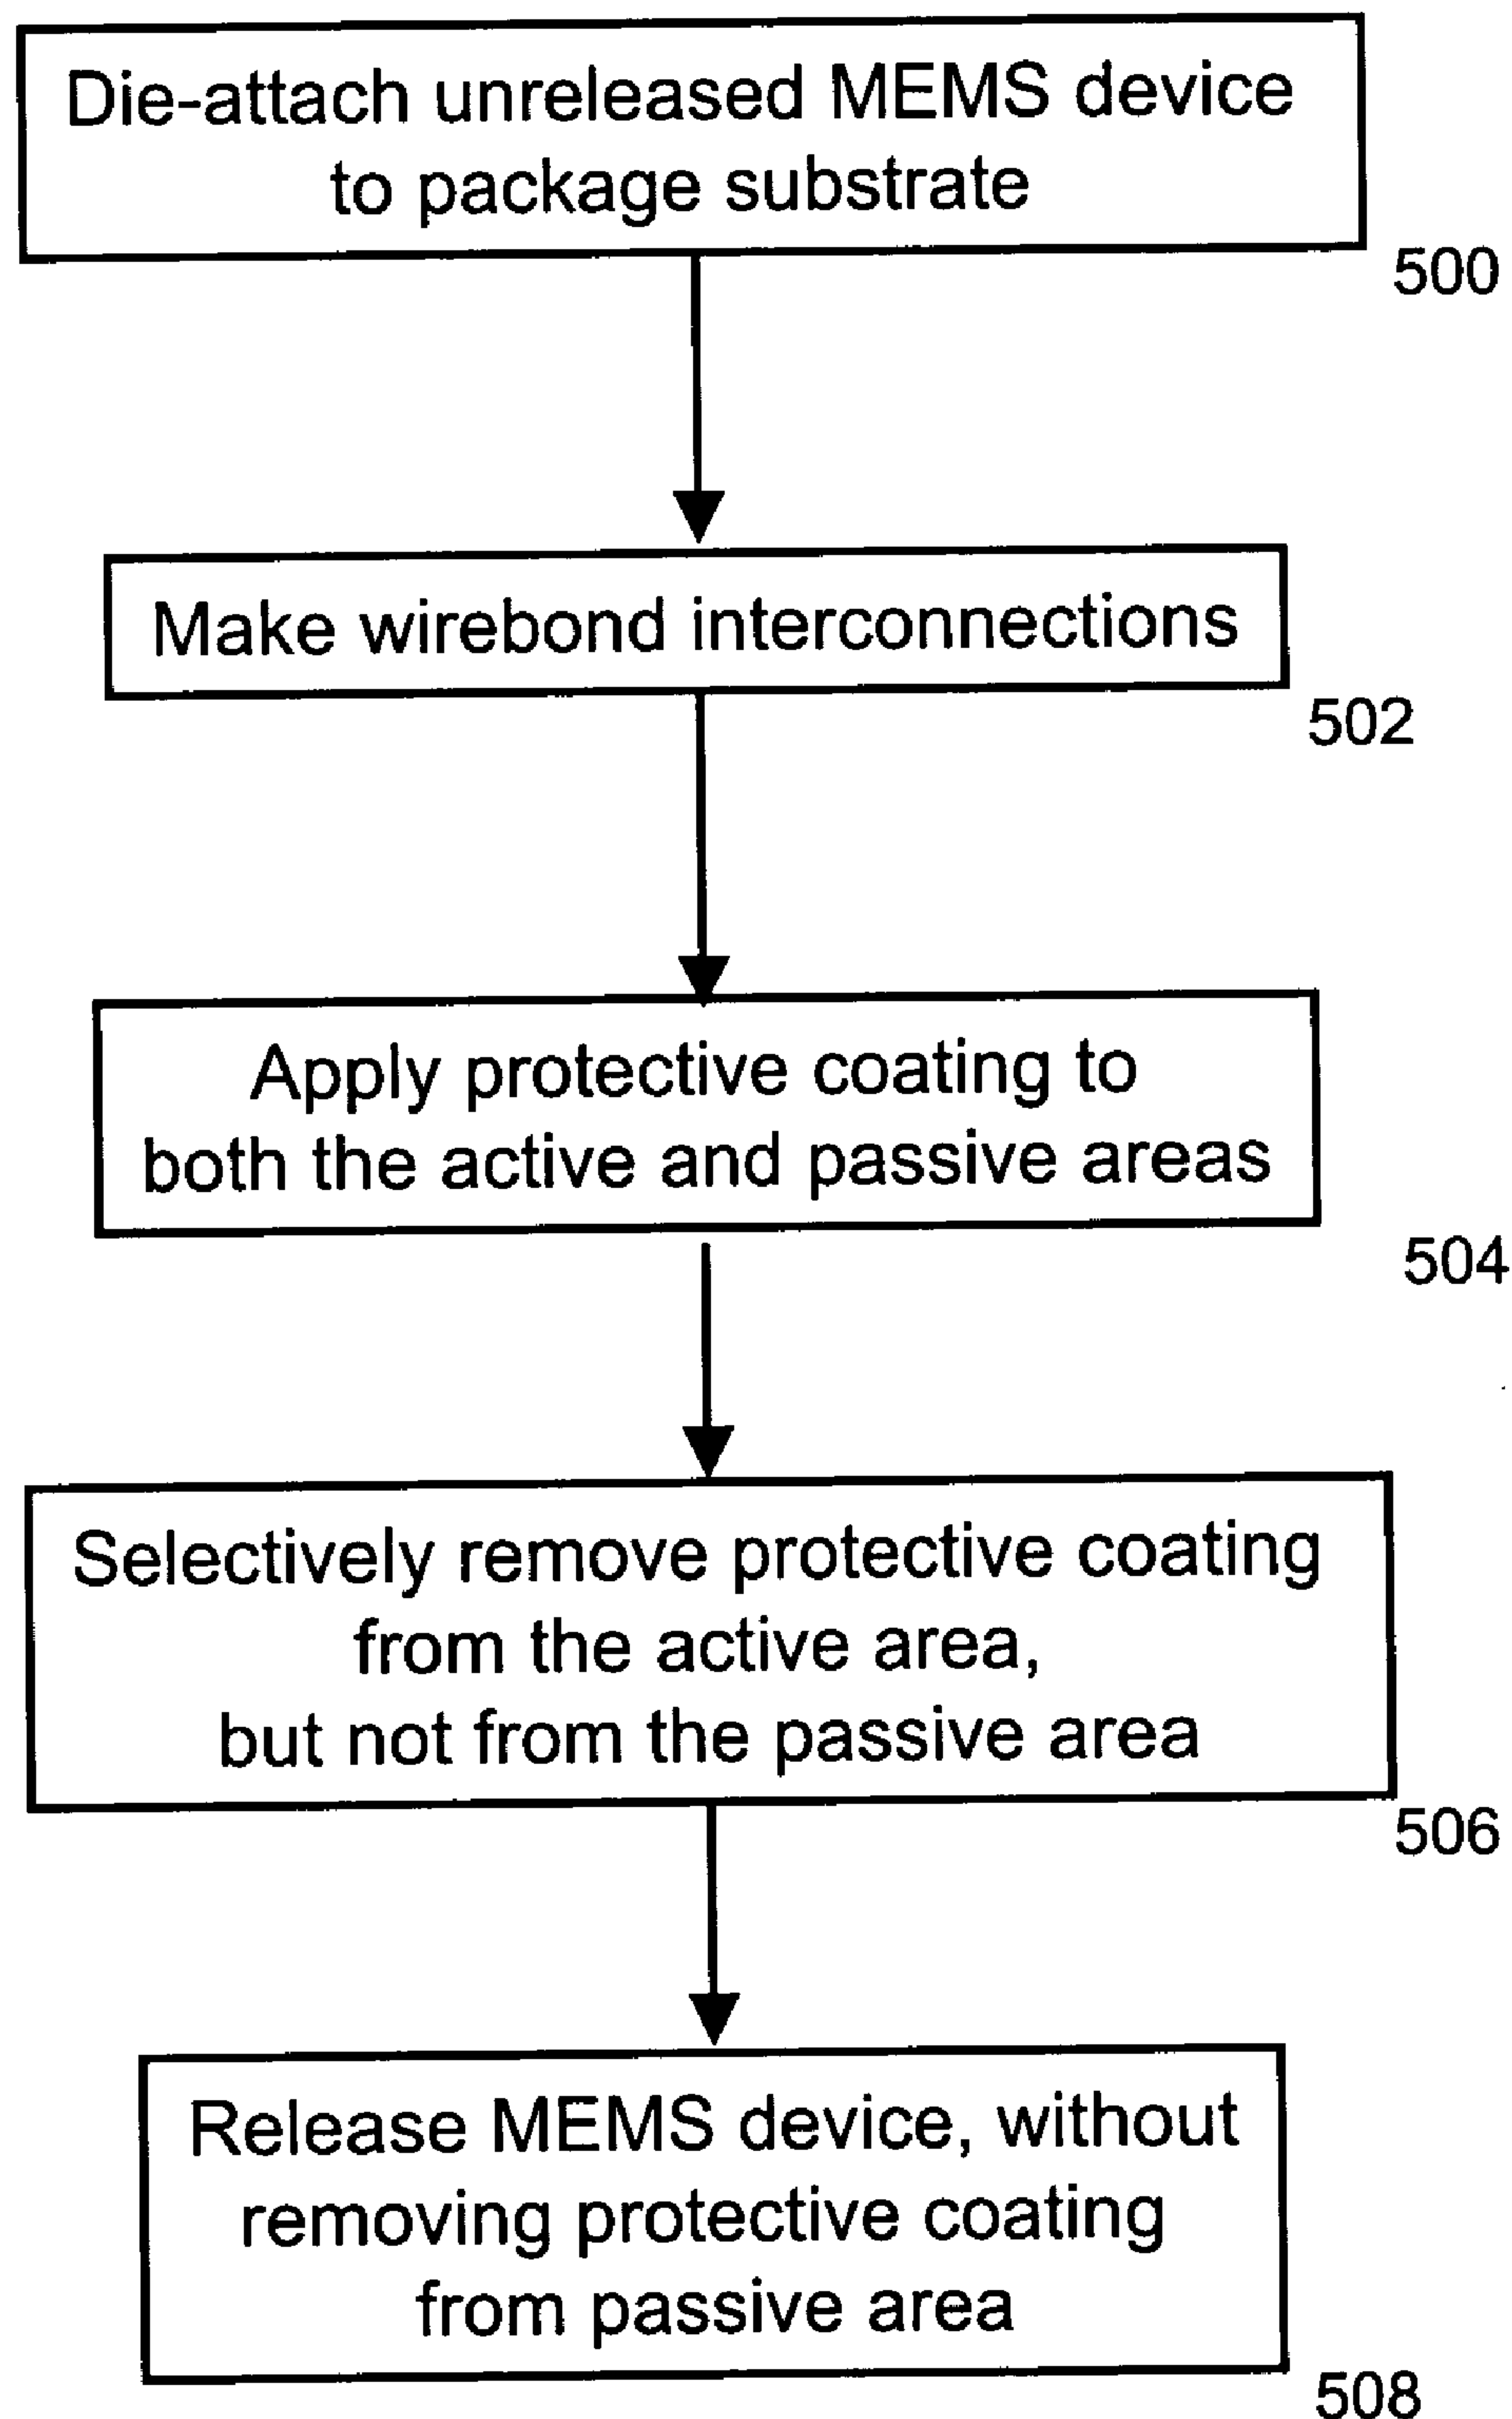 Die-attach unreleased MEMS device
to package substrate
500
Make wirebond interconnections
502
Apply protective coating to
both the active and passive areas
504
Selectively remove protective coating
from the active area,
but not from the passive area
506
Release MEMS device, without
removing protective coating
from passive area
508